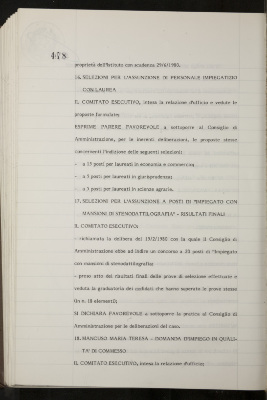 478
proprietà dell'Istituto con scadenza 29/6/1980.
16. SELEZIONI PER L'ASSUNZIONE DI PERSONALE IMPIEGATIZIO
CON LAUREA
IL COMITATO ESECUTIVO, intesa la relazione d'ufficio e vedute le
proposte formulate;
ESPRIME PARERE FAVOREVOLE a sottoporre al Consiglio di
Amministrazione, per le inerenti deliberazioni, le proposte stesse
concernenti l'indizione delle seguenti selezioni:
- a 15 posti per laureati in economia e commercio;
- a 5 posti per laureati in giurisprudenza;
- a 5 posti per laureati in scienze agrarie.
17. SELEZIONI PER L'ASSUNZIONE A POSTI DI "IMPIEGATO CON
MANSIONI DI STENODATTILOGRAFIA" - RISULTATI FINALI
IL COMITATO ESECUTIVO:
- richiamata la delibera del 19/2/1980 con la quale il Consiglio di
Amministrazione ebbe ad indire un concorso a 20 posti di "impiegato
con mansioni di stenodattilografia;
- preso atto dei risultati finali delle prove di selezione effettuate e
veduta la graduatoria dei candidati che hanno superato le prove stesse
(in n. 18 elementi);
SI DICHIARA FAVOREVOLE a sottoporre la pratica al Consiglio di
Amministrazione per le deliberazioni del caso.
18. MANCUSO MARIA TERESA - DOMANDA D'IMPIEGO IN QUALI-
TA' DI COMMESSO
IL COMITATO ESECUTIVO, intesa la relazione d'ufficio;